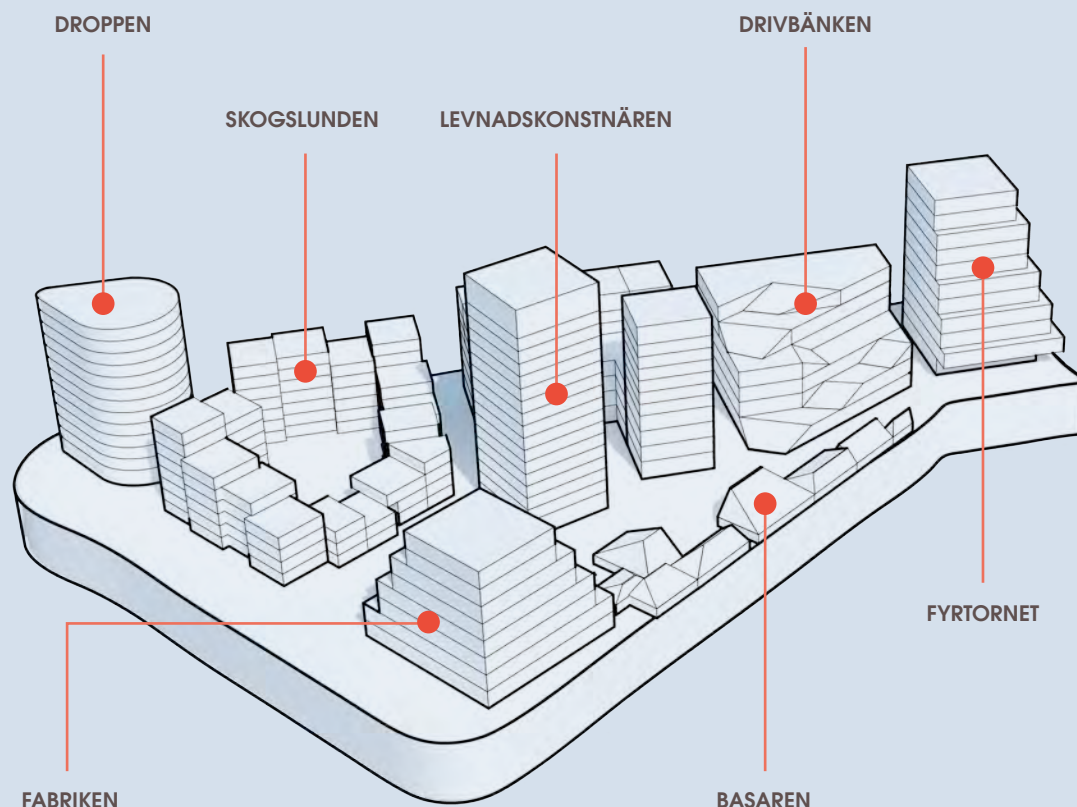 DROPPEN
DRIVBÄNKEN
SKOGSLUNDEN
LEVNADSKONSTNÄREN
FYRTORNET
FABRIKEN
BASAREN